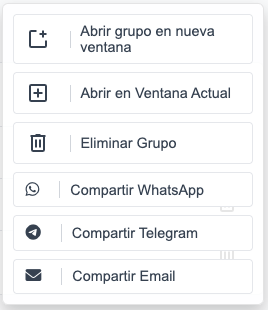 Abrir grupo en nueva
ventana
Abrir en Ventana Actual
Eliminar Grupo
Compartir WhatsApp
Compartir Telegram
Compartir Email